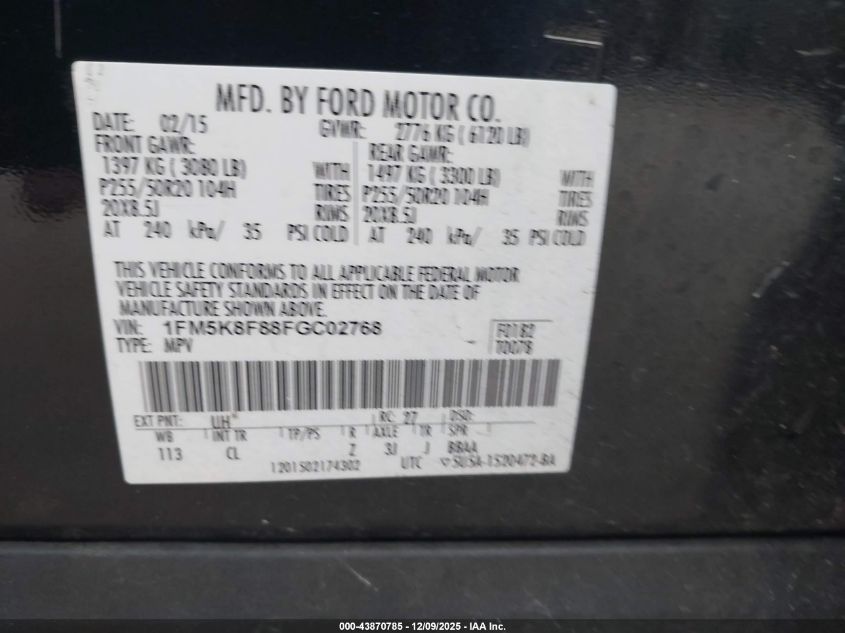 MFD. BY FORD MOTOR CO.
DATE: 02/15 GVWR: 2776 KG ( 6120 LB)
FRONT GAWR: REAR GAWR:
1397 KG ( 3080 LB) WITH 1497 KG ( 3300 LB) WITH
P255/50R20 104H TIRES P255/50R20 104H TIRES
20X8.5J RIMS 20X8.5J RIMS
AT 240 kPa/ 35 PSI COLD AT 240 kPa/ 35 PSI COLD
THIS VEHICLE CONFORMS TO ALL APPLICABLE FEDERAL MOTOR
VEHICLE SAFETY STANDARDS IN EFFECT ON THE DATE OF
MANUFACTURE SHOWN ABOVE.
VIN: 1FM5K8F88FGC02768 F0182
TYPE: MPV T0078
EXT PNT: UH* RC: 27 DSO:
WB INT TR TP/PS R AXLE TR SPR
113 CL Z 3J J BBAA
1201502174302 UTC ▽5U5A-1520472-BA
000-43870785 - 12/09/2025 - IAA Inc.